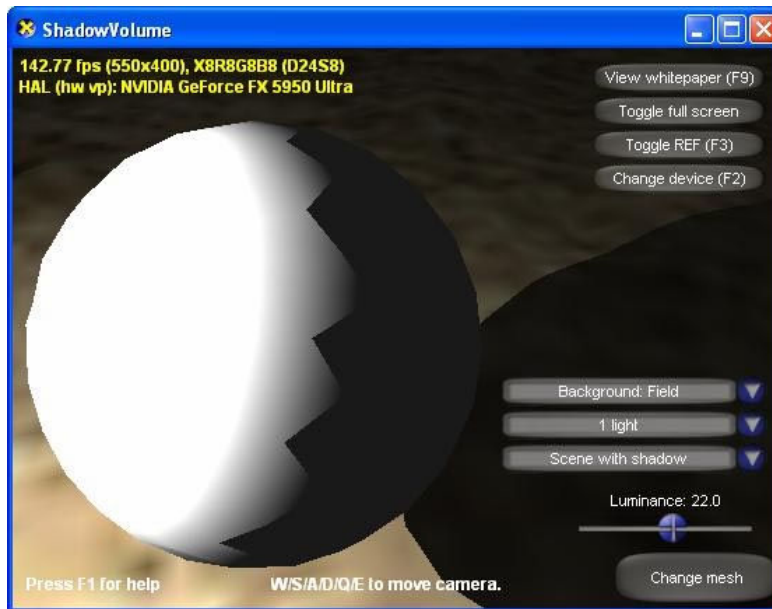 ShadowVolume
142.77 fps (550x400), X8R8G8B8 (D24S8)
HAL (hw vp): NVIDIA GeForce FX 5950 Ultra
View whitepaper (F9)
Toggle full screen
Toggle REF (F3)
Change device (F2)
Background: Field
1 light
Scene with shadow
Luminance: 22.0
Change mesh
Press F1 for help
W/S/A/D/Q/E to move camera.